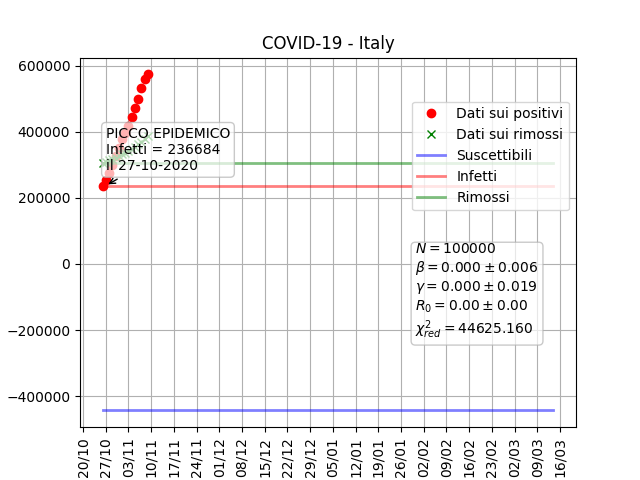 COVID-19 - Italy
600000
400000
200000
0
−200000
−400000
PICCO EPIDEMICO
Infetti = 236684
il 27-10-2020
Dati sui positivi
Dati sui rimossi
Suscettibili
Infetti
Rimossi
N = 100000
β = 0.000 ± 0.006
γ = 0.000 ± 0.019
R₀ = 0.00 ± 0.00
χ²_red = 44625.160
20/10
27/10
03/11
10/11
17/11
24/11
01/12
08/12
15/12
22/12
29/12
05/01
12/01
19/01
26/01
02/02
09/02
16/02
23/02
02/03
09/03
16/03